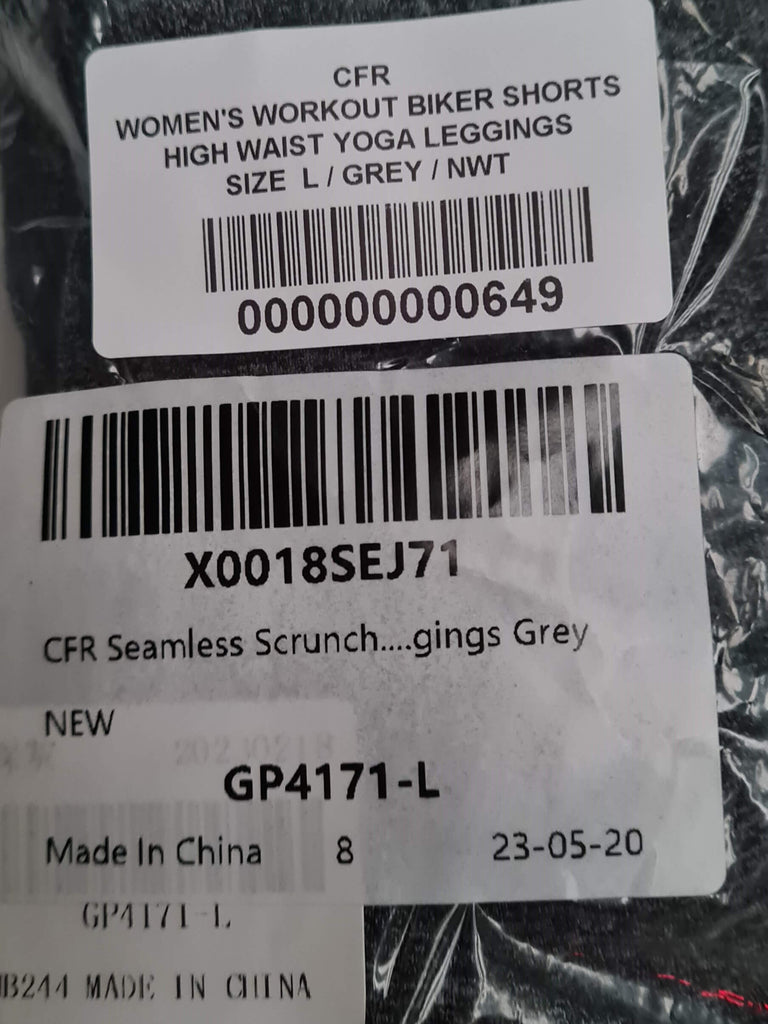 CFR
WOMEN'S WORKOUT BIKER SHORTS
HIGH WAIST YOGA LEGGINGS
SIZE L / GREY / NWT
000000000649
X0018SEJ71
CFR Seamless Scrunch....gings Grey
NEW
20230218
GP4171-L
Made In China 8 23-05-20
GP4171-L
B244 MADE IN CHINA